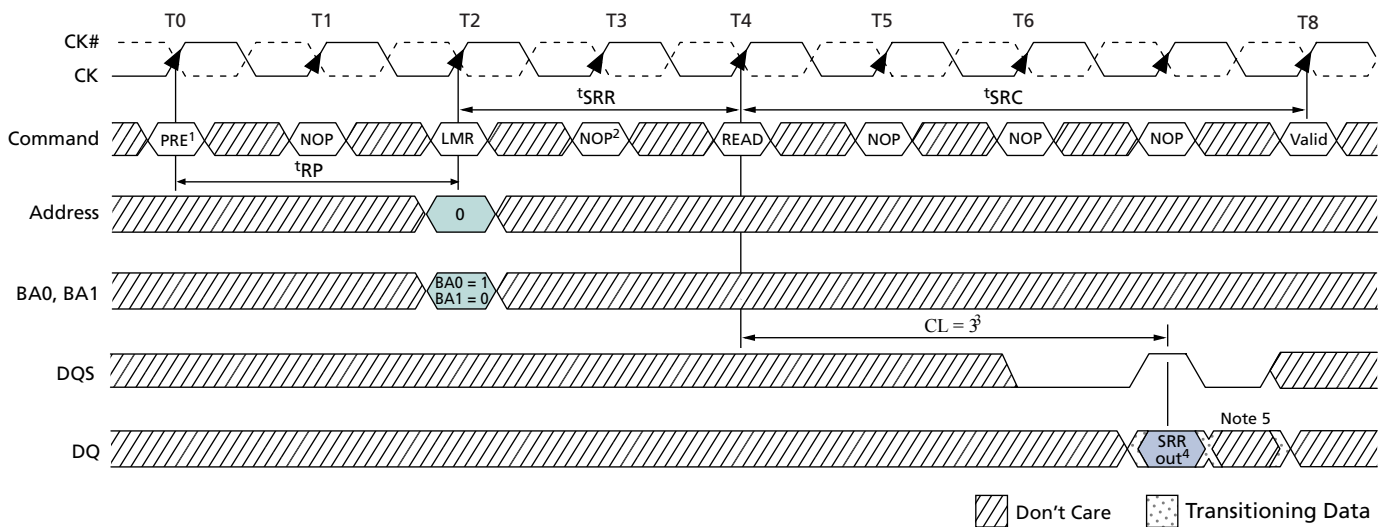 T0 T1 T2 T3 T4 T5 T6 T8
CK#
CK
tSRR tSRC
Command PRE1 NOP LMR NOP2 READ NOP NOP NOP Valid
tRP
Address 0
BA0, BA1 BA0 = 1
BA1 = 0
CL = 33
DQS
Note 5
DQ SRR
out4
Don't Care Transitioning Data